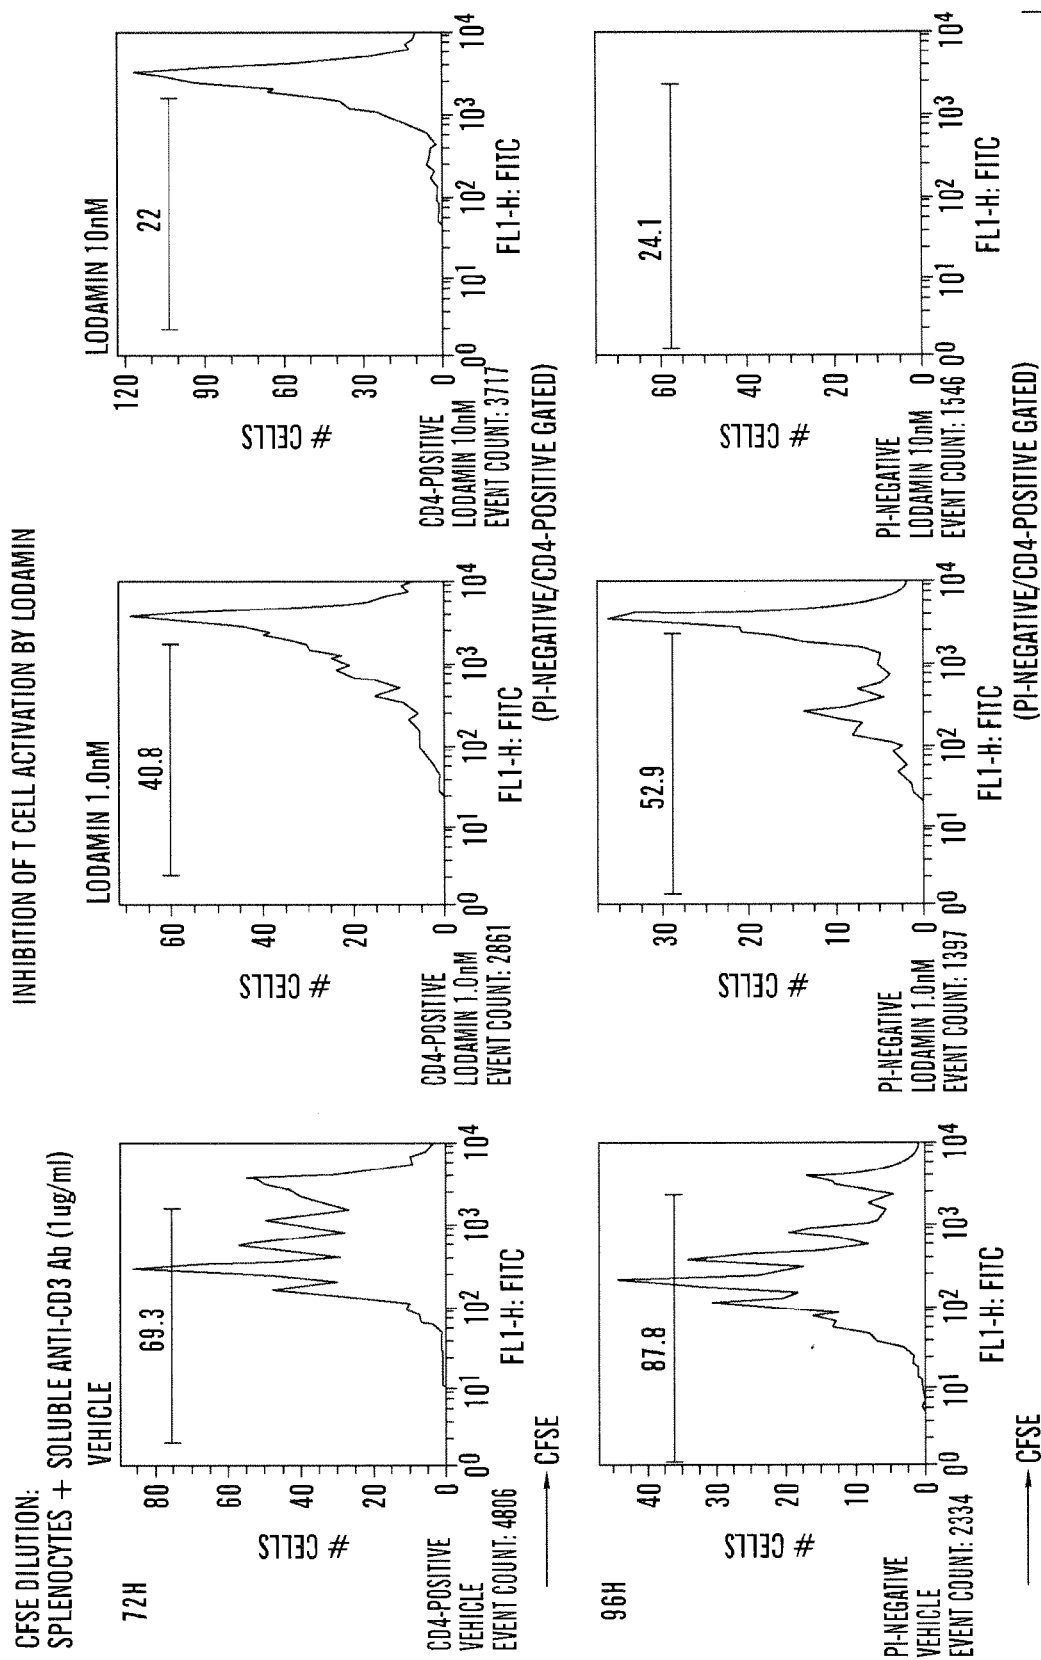 INHIBITION OF T CELL ACTIVATION BY LODAMIN
CFSE DILUTION:
SPLENOCYTES + SOLUBLE ANTI-CD3 Ab (1ug/ml)
VEHICLE
LODAMIN 1.0nM
LODAMIN 10nM
72H
# CELLS
80
60
40
20
0
69.3
10⁰ 10¹ 10² 10³ 10⁴
FL1-H: FITC
CD4-POSITIVE
VEHICLE
EVENT COUNT: 4806
# CELLS
60
40
20
0
40.8
10⁰ 10¹ 10² 10³ 10⁴
FL1-H: FITC
CD4-POSITIVE
LODAMIN 1.0nM
EVENT COUNT: 2861
# CELLS
120
90
60
30
0
22
10⁰ 10¹ 10² 10³ 10⁴
FL1-H: FITC
CD4-POSITIVE
LODAMIN 10nM
EVENT COUNT: 3717
CFSE
(PI-NEGATIVE/CD4-POSITIVE GATED)
96H
# CELLS
40
30
20
10
0
87.8
10⁰ 10¹ 10² 10³ 10⁴
FL1-H: FITC
PI-NEGATIVE
VEHICLE
EVENT COUNT: 2334
# CELLS
30
20
10
0
52.9
10⁰ 10¹ 10² 10³ 10⁴
FL1-H: FITC
PI-NEGATIVE
LODAMIN 1.0nM
EVENT COUNT: 1397
# CELLS
60
40
20
0
24.1
10⁰ 10¹ 10² 10³ 10⁴
FL1-H: FITC
PI-NEGATIVE
LODAMIN 10nM
EVENT COUNT: 1546
CFSE
(PI-NEGATIVE/CD4-POSITIVE GATED)